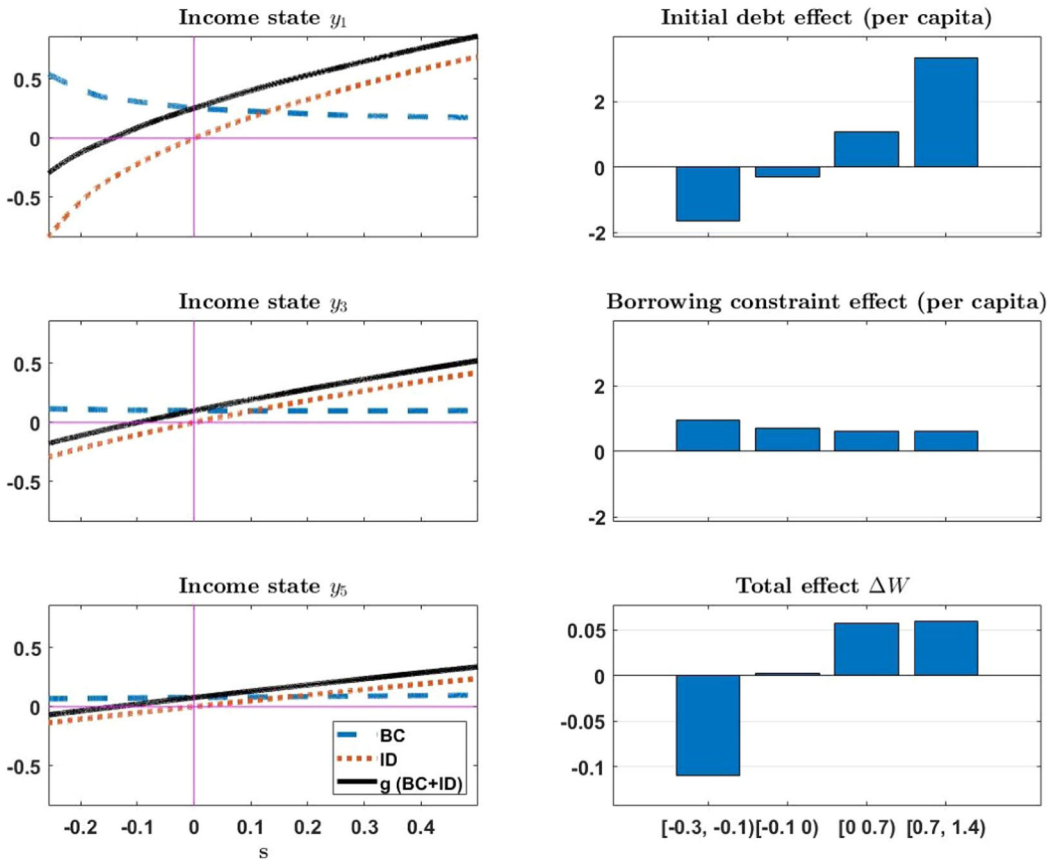 Income state y₁
0.5
0
-0.5
Initial debt effect (per capita)
2
0
-2
Income state y₃
0.5
0
-0.5
Borrowing constraint effect (per capita)
2
0
-2
Income state y₅
0.5
0
-0.5
BC
ID
g (BC+ID)
-0.2 -0.1 0 0.1 0.2 0.3 0.4
s
Total effect ΔW
0.05
0
-0.05
-0.1
[-0.3, -0.1) [-0.1 0) [0 0.7) [0.7, 1.4)